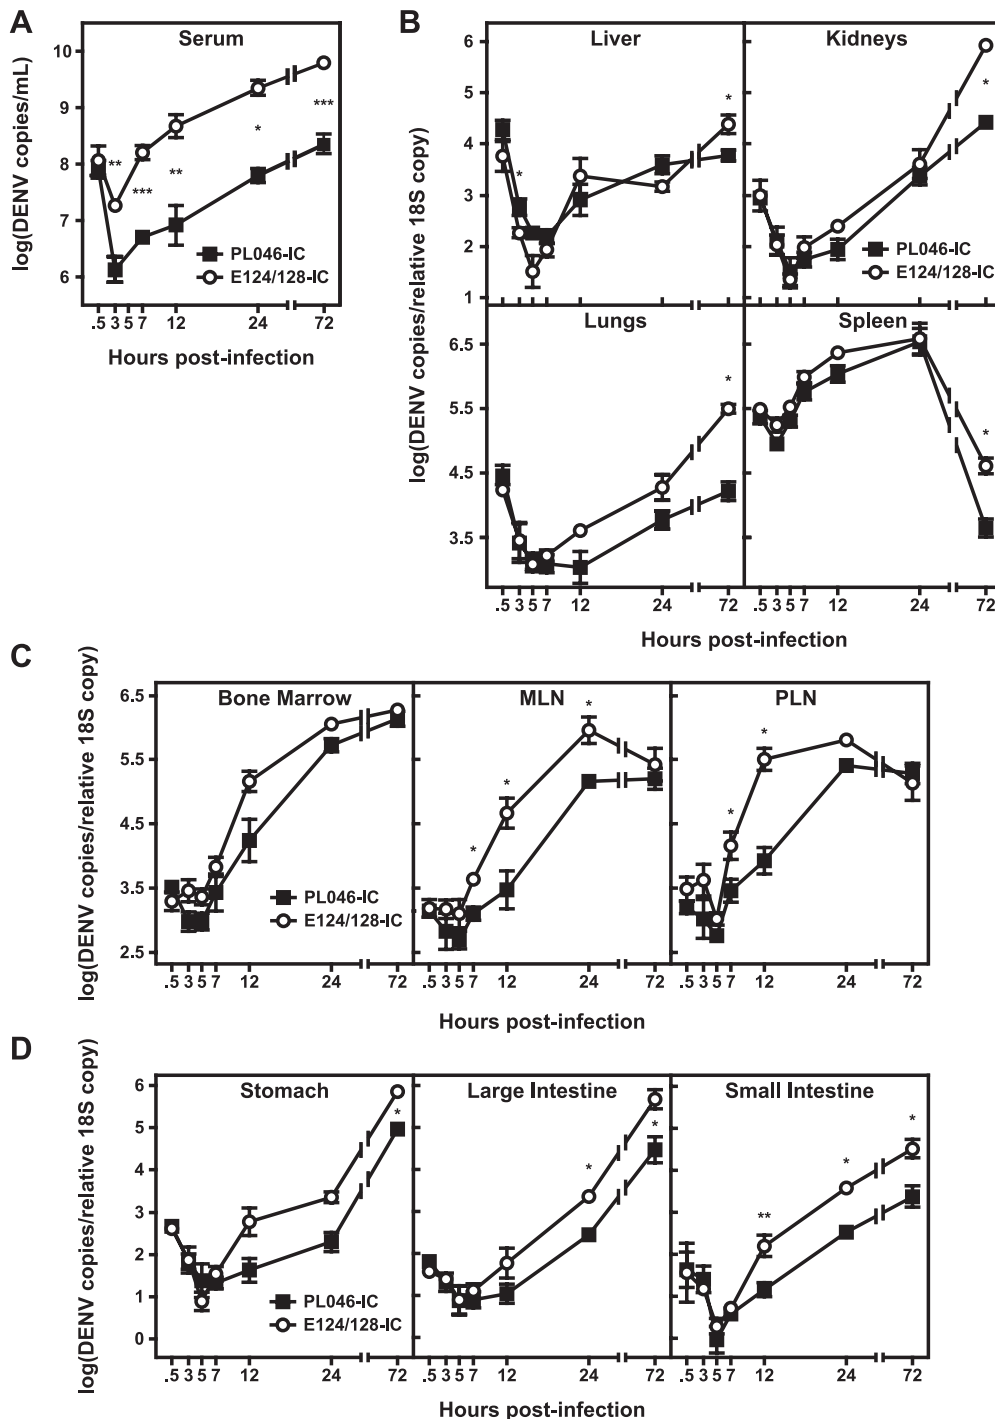 A
Serum
log(DENV copies/mL)
10
9
8
7
6
**
***
**
*
***
PL046-IC
E124/128-IC
.5 3 5 7 12 24 72
Hours post-infection
B
log(DENV copies/relative 18S copy)
Liver
Kidneys
6
5
4
3
2
1
*
*
*
PL046-IC
E124/128-IC
Lungs
Spleen
6.5
5.5
4.5
3.5
*
*
.5 3 5 7 12 24 72
.5 3 5 7 12 24 72
Hours post-infection
C
log(DENV copies/relative 18S copy)
Bone Marrow
MLN
PLN
6.5
5.5
4.5
3.5
2.5
*
*
*
*
*
PL046-IC
E124/128-IC
.5 3 5 7 12 24 72
.5 3 5 7 12 24 72
.5 3 5 7 12 24 72
Hours post-infection
D
log(DENV copies/relative 18S copy)
Stomach
Large Intestine
Small Intestine
6
5
4
3
2
1
0
*
*
*
**
*
*
PL046-IC
E124/128-IC
.5 3 5 7 12 24 72
.5 3 5 7 12 24 72
.5 3 5 7 12 24 72
Hours post-infection